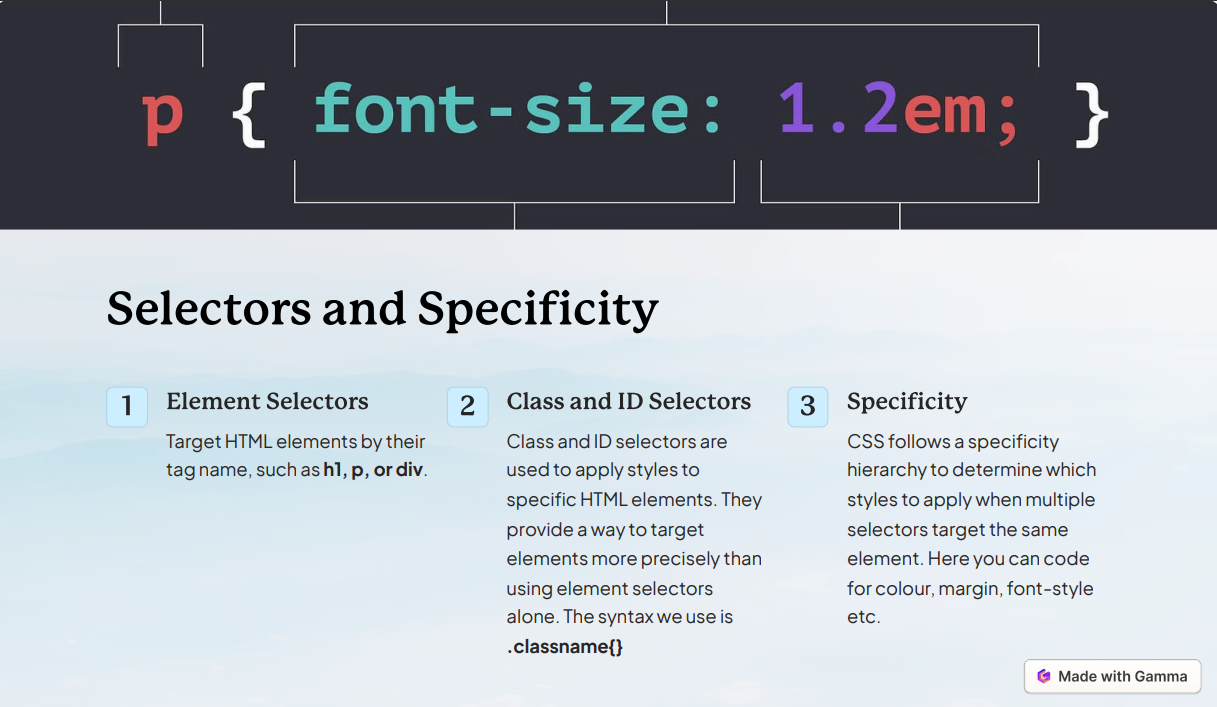 p { font-size: 1.2em; }
Selectors and Specificity
1 Element Selectors
Target HTML elements by their
tag name, such as h1, p, or div.
2 Class and ID Selectors
Class and ID selectors are
used to apply styles to
specific HTML elements. They
provide a way to target
elements more precisely than
using element selectors
alone. The syntax we use is
.classname{}
3 Specificity
CSS follows a specificity
hierarchy to determine which
styles to apply when multiple
selectors target the same
element. Here you can code
for colour, margin, font-style
etc.
Made with Gamma